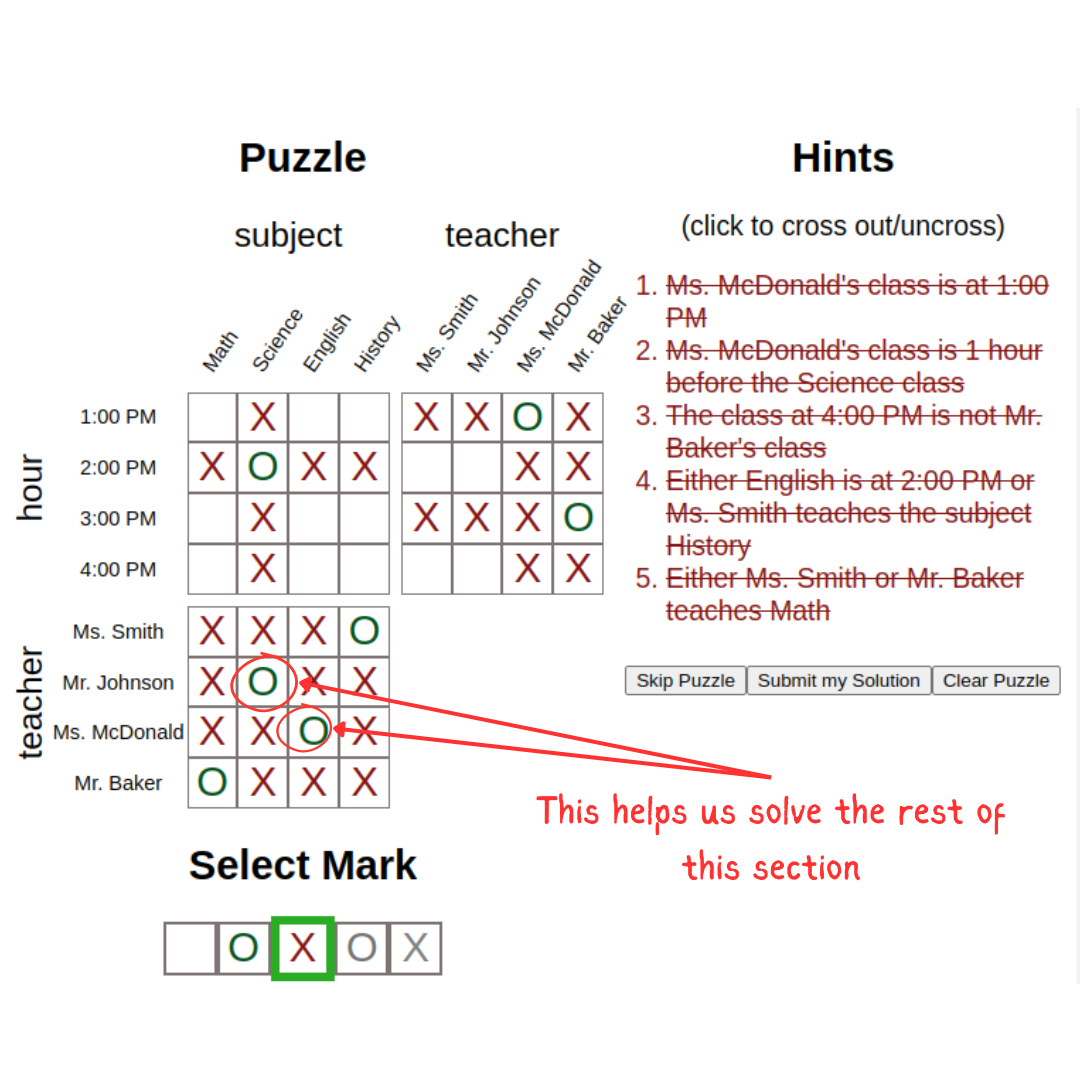 Puzzle
Hints
subject
teacher
(click to cross out/uncross)
Math
Science
English
History
Ms. Smith
Mr. Johnson
Ms. McDonald
Mr. Baker
1. Ms. McDonald's class is at 1:00
PM
2. Ms. McDonald's class is 1 hour
before the Science class
3. The class at 4:00 PM is not Mr.
Baker's class
4. Either English is at 2:00 PM or
Ms. Smith teaches the subject
History
5. Either Ms. Smith or Mr. Baker
teaches Math
hour
1:00 PM X X X O X
2:00 PM X O X X X X
3:00 PM X X X X O
4:00 PM X X X
teacher
Ms. Smith X X X O
Mr. Johnson X O X X
Ms. McDonald X X O X
Mr. Baker O X X X
Skip Puzzle Submit my Solution Clear Puzzle
This helps us solve the rest of
this section
Select Mark
O X O X